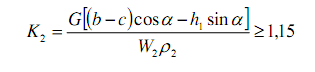 K₂ = G[(b − c)cos α − h₁ sin α] / W₂ρ₂ ≥ 1,15